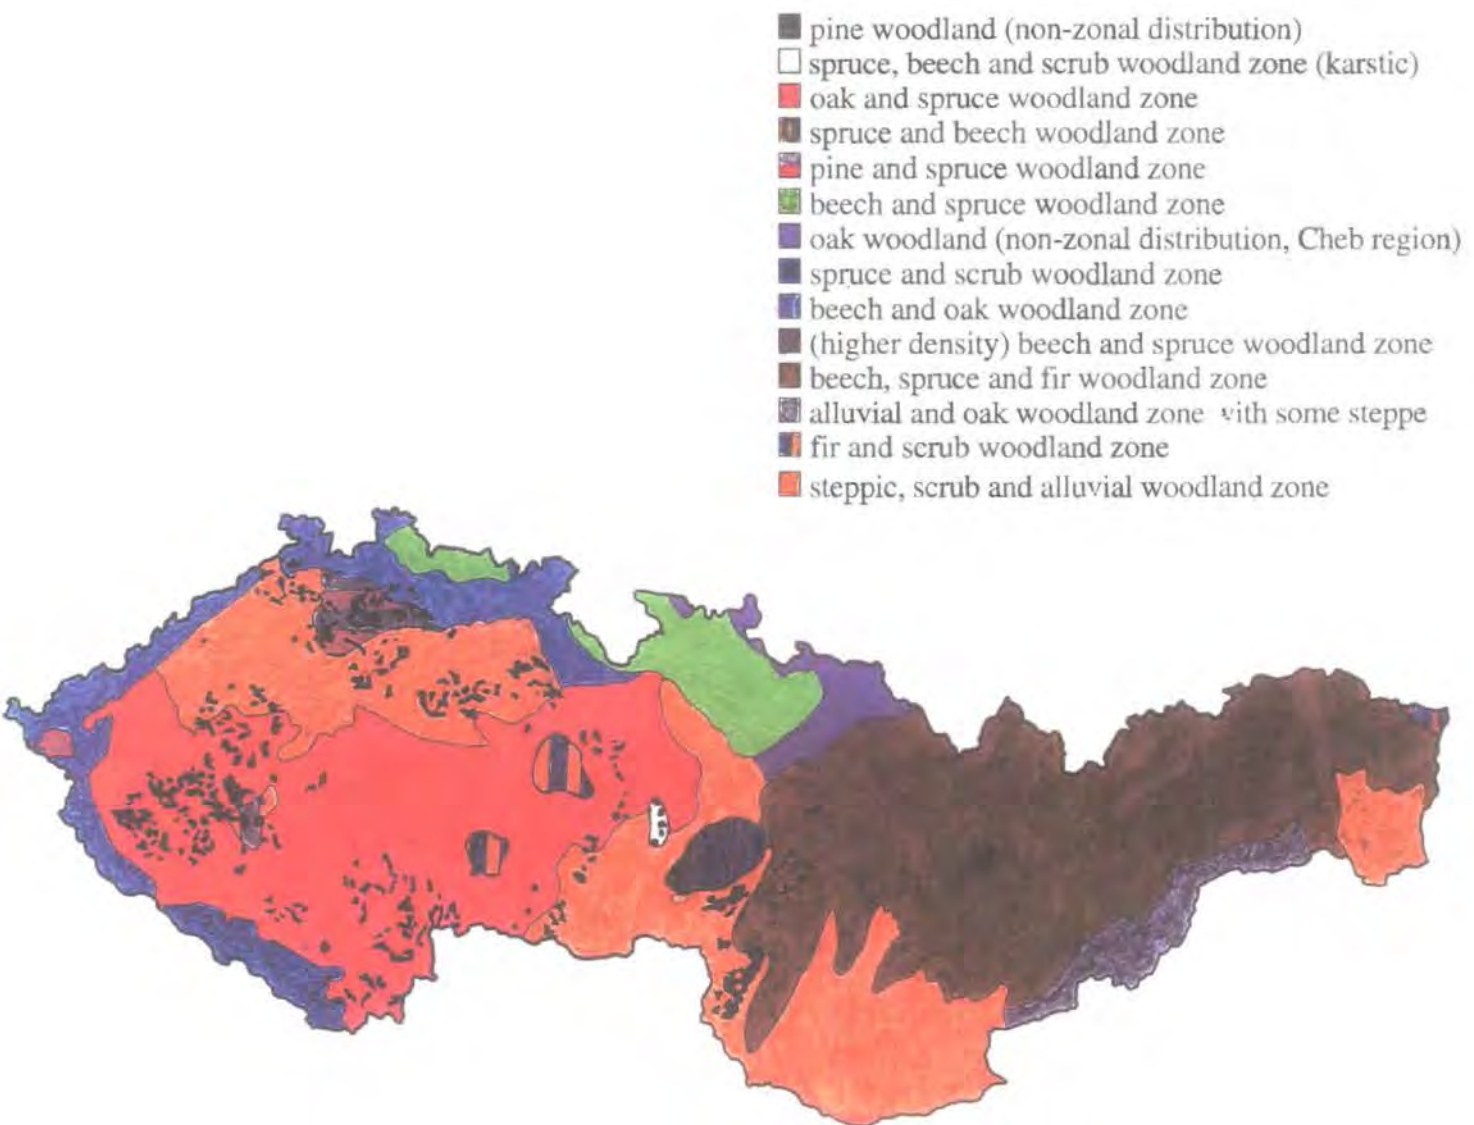 pine woodland (non-zonal distribution)
spruce, beech and scrub woodland zone (karstic)
oak and spruce woodland zone
spruce and beech woodland zone
pine and spruce woodland zone
beech and spruce woodland zone
oak woodland (non-zonal distribution, Cheb region)
spruce and scrub woodland zone
beech and oak woodland zone
(higher density) beech and spruce woodland zone
beech, spruce and fir woodland zone
alluvial and oak woodland zone vith some steppe
fir and scrub woodland zone
steppic, scrub and alluvial woodland zone